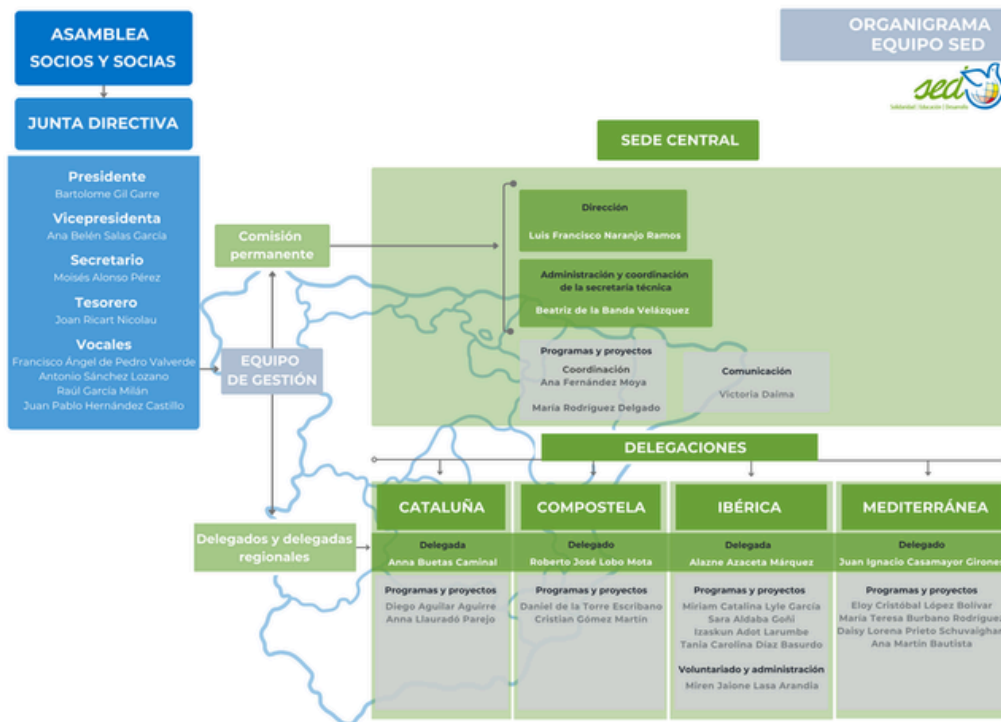 ASAMBLEA
SOCIOS Y SOCIAS
JUNTA DIRECTIVA
Presidente
Bartolome Gil Garre
Vicepresidenta
Ana Belén Salas García
Secretario
Moisés Alonso Pérez
Tesorero
Joan Ricart Nicolau
Vocales
Francisco Ángel de Pedro Valverde
Antonio Sánchez Lozano
Raúl García Milán
Juan Pablo Hernández Castillo
Comisión
permanente
EQUIPO
DE GESTIÓN
Delegados y delegadas
regionales
ORGANIGRAMA
EQUIPO SED
sed
Solidaridad | Educación | Desarrollo
SEDE CENTRAL
Dirección
Luis Francisco Naranjo Ramos
Administración y coordinación
de la secretaría técnica
Beatriz de la Banda Velázquez
Programas y proyectos
Coordinación
Ana Fernández Moya
María Rodríguez Delgado
Comunicación
Victoria Daima
DELEGACIONES
CATALUÑA
Delegada
Anna Buetas Caminal
Programas y proyectos
Diego Aguilar Aguirre
Anna Llauradó Parejo
COMPOSTELA
Delegado
Roberto José Lobo Mota
Programas y proyectos
Daniel de la Torre Escribano
Cristian Gómez Martín
IBÉRICA
Delegada
Alazne Azaceta Márquez
Programas y proyectos
Miriam Catalina Lyle García
Sara Aldaba Goñi
Izaskun Adot Larumbe
Tania Carolina Díaz Basurdo
Voluntariado y administración
Miren Jaione Lasa Arandia
MEDITERRÁNEA
Delegado
Juan Ignacio Casamayor Girones
Programas y proyectos
Eloy Cristóbal López Bolívar
María Teresa Burbano Rodríguez
Daisy Lorena Prieto Schuvaighan
Ana Martín Bautista